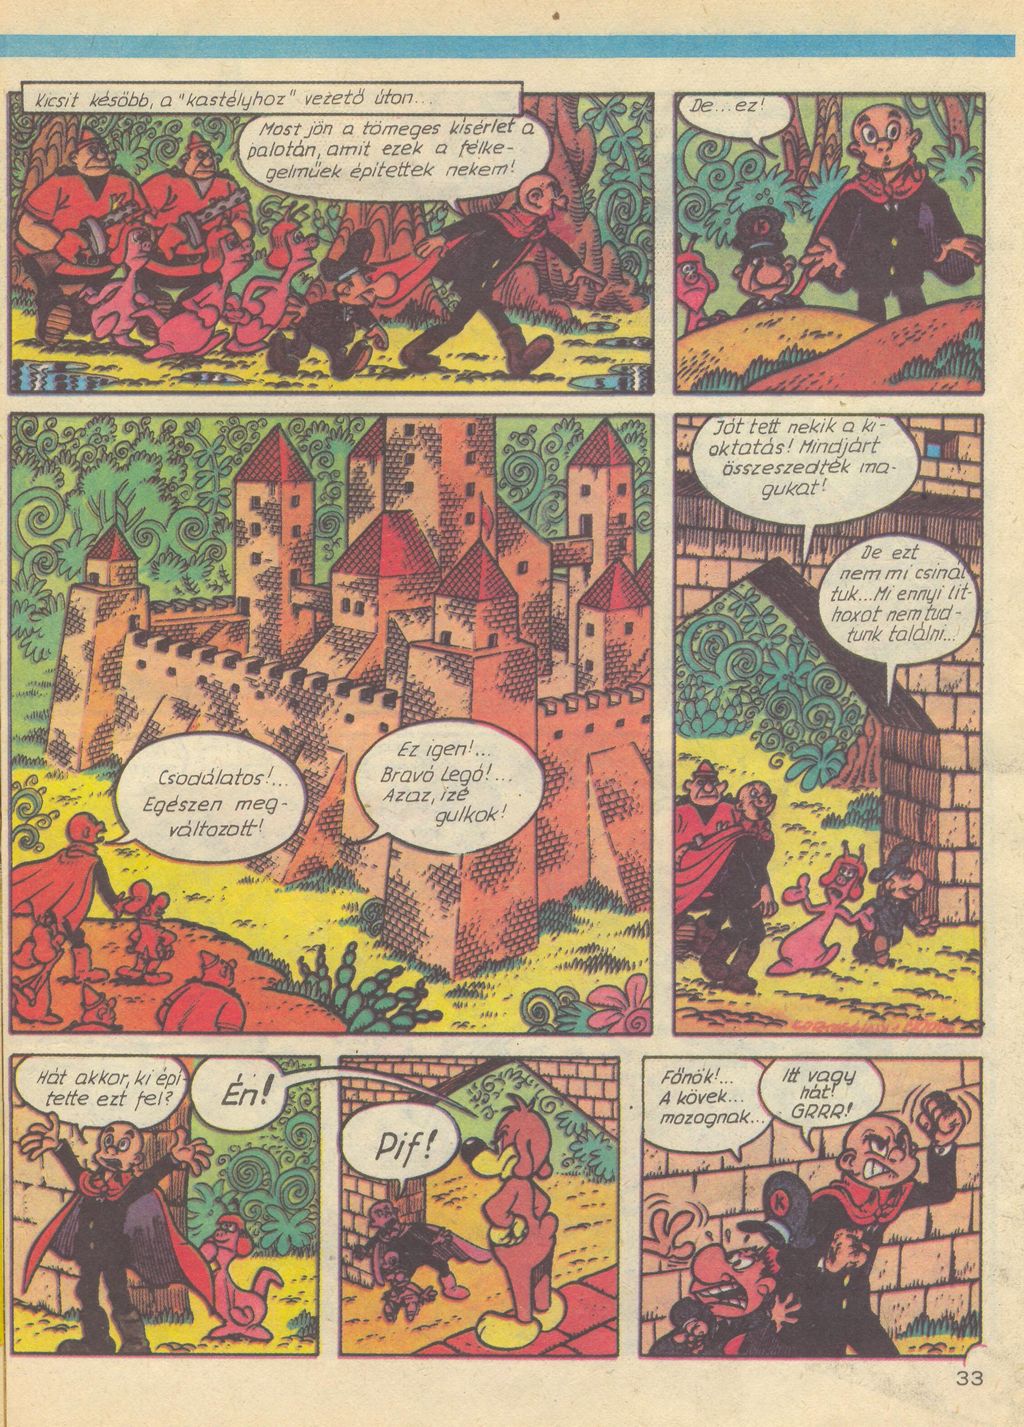 Kicsit később, a "kastélyhoz" vezető úton...
Most jön a tömeges kísérlet a
palotán, amit ezek a félke-
gelműek építettek nekem!
De... ez!
K
Csodálatos!...
Egészen meg-
változott!
Ez igen!...
Bravó Legó!...
Azaz, izé
gulkok!
Jót tett nekik a ki-
oktatás! Mindjárt
összeszedték ma-
gukat!
De ezt
nem mi csinál
tuk...Mi ennyi lit-
hoxot nem tud-
tunk találni...
Hát akkor, ki épí
tette ezt fel?
Én!
Pif!
Főnök!...
A kövek...
mozognak...
Itt vagy
hát!
GRRR!
K
33